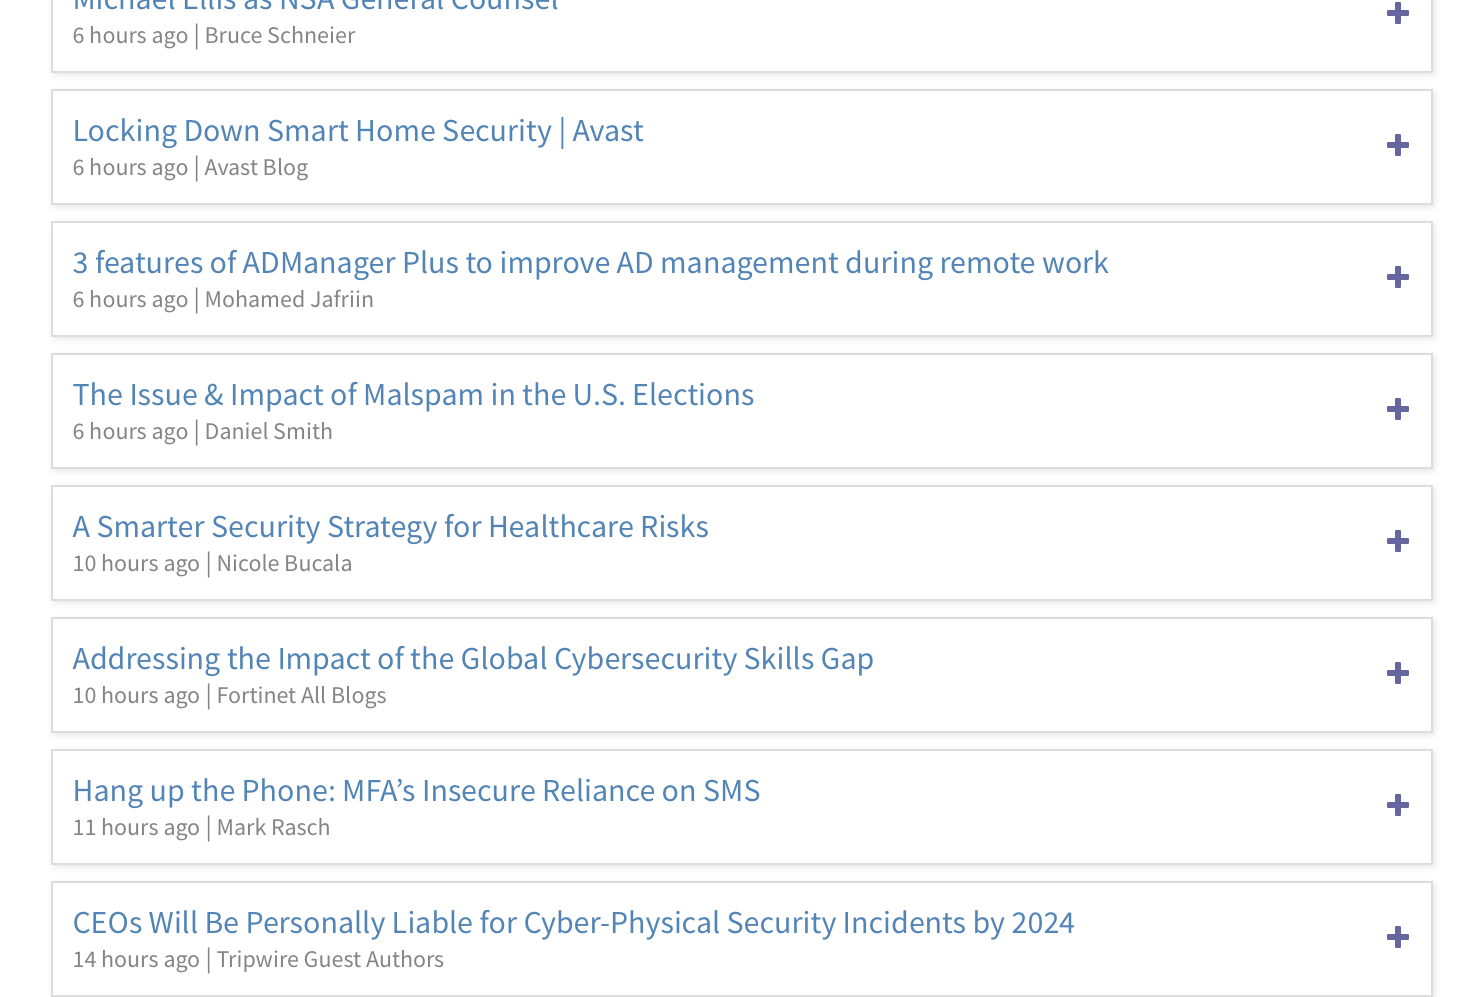 Michael Ellis as NSA General Counsel
6 hours ago | Bruce Schneier
Locking Down Smart Home Security | Avast
6 hours ago | Avast Blog
3 features of ADManager Plus to improve AD management during remote work
6 hours ago | Mohamed Jafriin
The Issue & Impact of Malspam in the U.S. Elections
6 hours ago | Daniel Smith
A Smarter Security Strategy for Healthcare Risks
10 hours ago | Nicole Bucala
Addressing the Impact of the Global Cybersecurity Skills Gap
10 hours ago | Fortinet All Blogs
Hang up the Phone: MFA’s Insecure Reliance on SMS
11 hours ago | Mark Rasch
CEOs Will Be Personally Liable for Cyber-Physical Security Incidents by 2024
14 hours ago | Tripwire Guest Authors